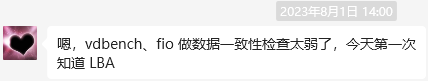 2023年8月1日 14:00
嗯，vdbench、fio 做数据一致性检查太弱了，今天第一次
知道 LBA